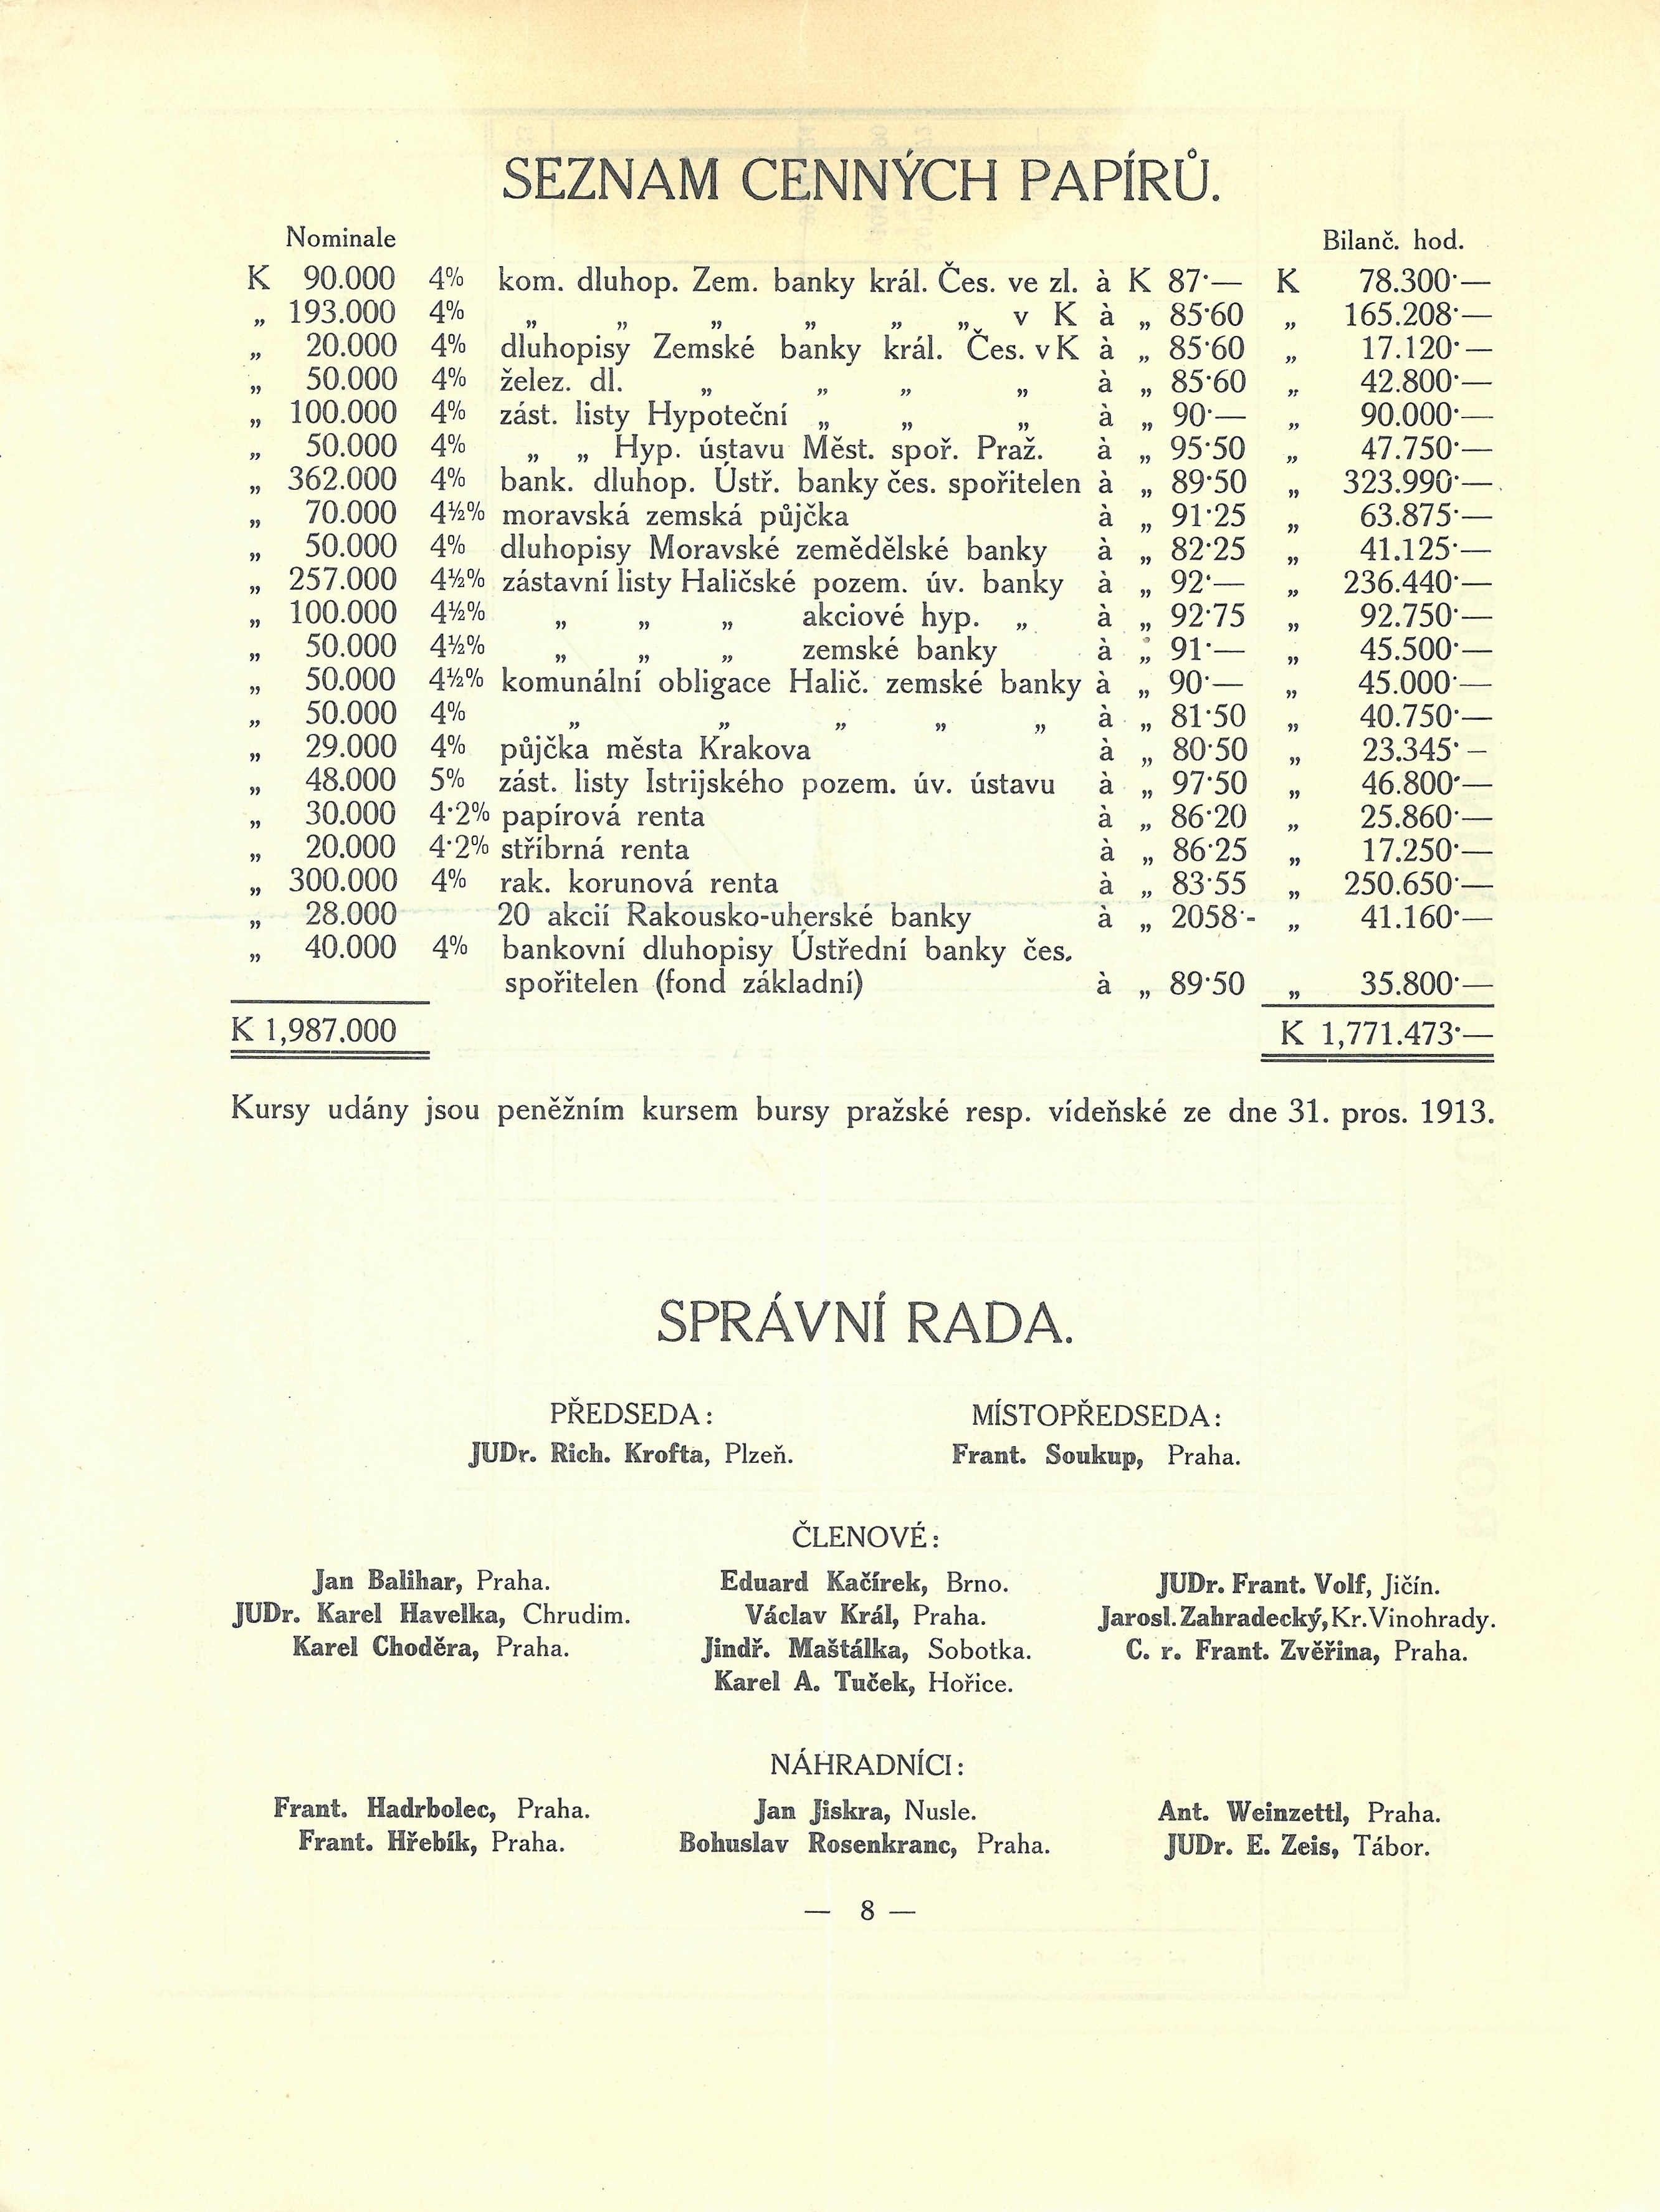 SEZNAM CENNÝCH PAPÍRŮ.
Nominale Bilanč. hod.
K 90.000 4% kom. dluhop. Zem. banky král. Čes. ve zl. à K 87·— K 78.300·—
„ 193.000 4% „ „ „ „ „ „ v K à „ 85·60 „ 165.208·—
„ 20.000 4% dluhopisy Zemské banky král. Čes. v K à „ 85·60 „ 17.120·—
„ 50.000 4% želez. dl. „ „ „ „ à „ 85·60 „ 42.800·—
„ 100.000 4% zást. listy Hypoteční „ „ „ à „ 90·— „ 90.000·—
„ 50.000 4% „ „ Hyp. ústavu Měst. spoř. Praž. à „ 95·50 „ 47.750·—
„ 362.000 4% bank. dluhop. Ústř. banky čes. spořitelen à „ 89·50 „ 323.990·—
„ 70.000 4½% moravská zemská půjčka à „ 91·25 „ 63.875·—
„ 50.000 4% dluhopisy Moravské zemědělské banky à „ 82·25 „ 41.125·—
„ 257.000 4½% zástavní listy Haličské pozem. úv. banky à „ 92·— „ 236.440·—
„ 100.000 4½% „ „ „ akciové hyp. „ à „ 92·75 „ 92.750·—
„ 50.000 4½% „ „ „ zemské banky à „ 91·— „ 45.500·—
„ 50.000 4½% komunální obligace Halič. zemské banky à „ 90·— „ 45.000·—
„ 50.000 4% „ „ „ „ „ à „ 81·50 „ 40.750·—
„ 29.000 4% půjčka města Krakova à „ 80·50 „ 23.345·—
„ 48.000 5% zást. listy Istrijského pozem. úv. ústavu à „ 97·50 „ 46.800·—
„ 30.000 4·2% papírová renta à „ 86·20 „ 25.860·—
„ 20.000 4·2% stříbrná renta à „ 86·25 „ 17.250·—
„ 300.000 4% rak. korunová renta à „ 83·55 „ 250.650·—
„ 28.000 20 akcií Rakousko-uherské banky à „ 2058·- „ 41.160·—
„ 40.000 4% bankovní dluhopisy Ústřední banky čes.
spořitelen (fond základní) à „ 89·50 „ 35.800·—
K 1,987.000 K 1,771.473·—
Kursy udány jsou peněžním kursem bursy pražské resp. vídeňské ze dne 31. pros. 1913.
SPRÁVNÍ RADA.
PŘEDSEDA: MÍSTOPŘEDSEDA:
JUDr. Rich. Krofta, Plzeň. Frant. Soukup, Praha.
ČLENOVÉ:
Jan Balihar, Praha. Eduard Kačírek, Brno. JUDr. Frant. Volf, Jičín.
JUDr. Karel Havelka, Chrudim. Václav Král, Praha. Jarosl. Zahradecký, Kr. Vinohrady.
Karel Choděra, Praha. Jindř. Maštálka, Sobotka. C. r. Frant. Zvěřina, Praha.
Karel A. Tuček, Hořice.
NÁHRADNÍCI:
Frant. Hadrbolec, Praha. Jan Jiskra, Nusle. Ant. Weinzettl, Praha.
Frant. Hřebík, Praha. Bohuslav Rosenkranc, Praha. JUDr. E. Zeis, Tábor.
— 8 —